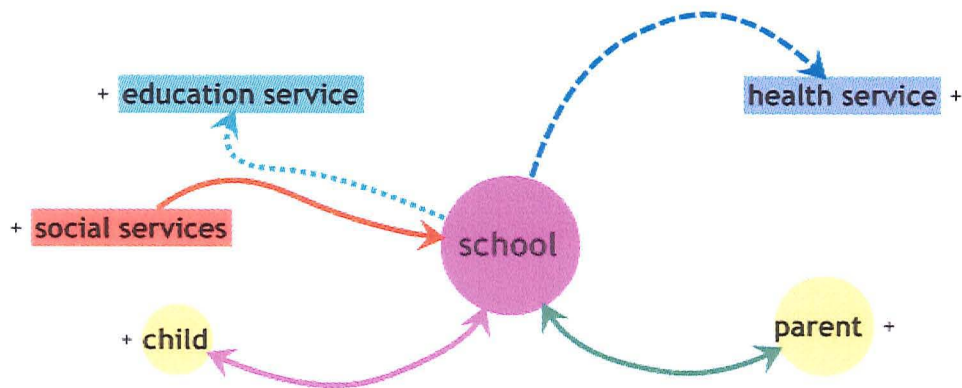 + education service
health service +
+ social services
school
+ child
parent +